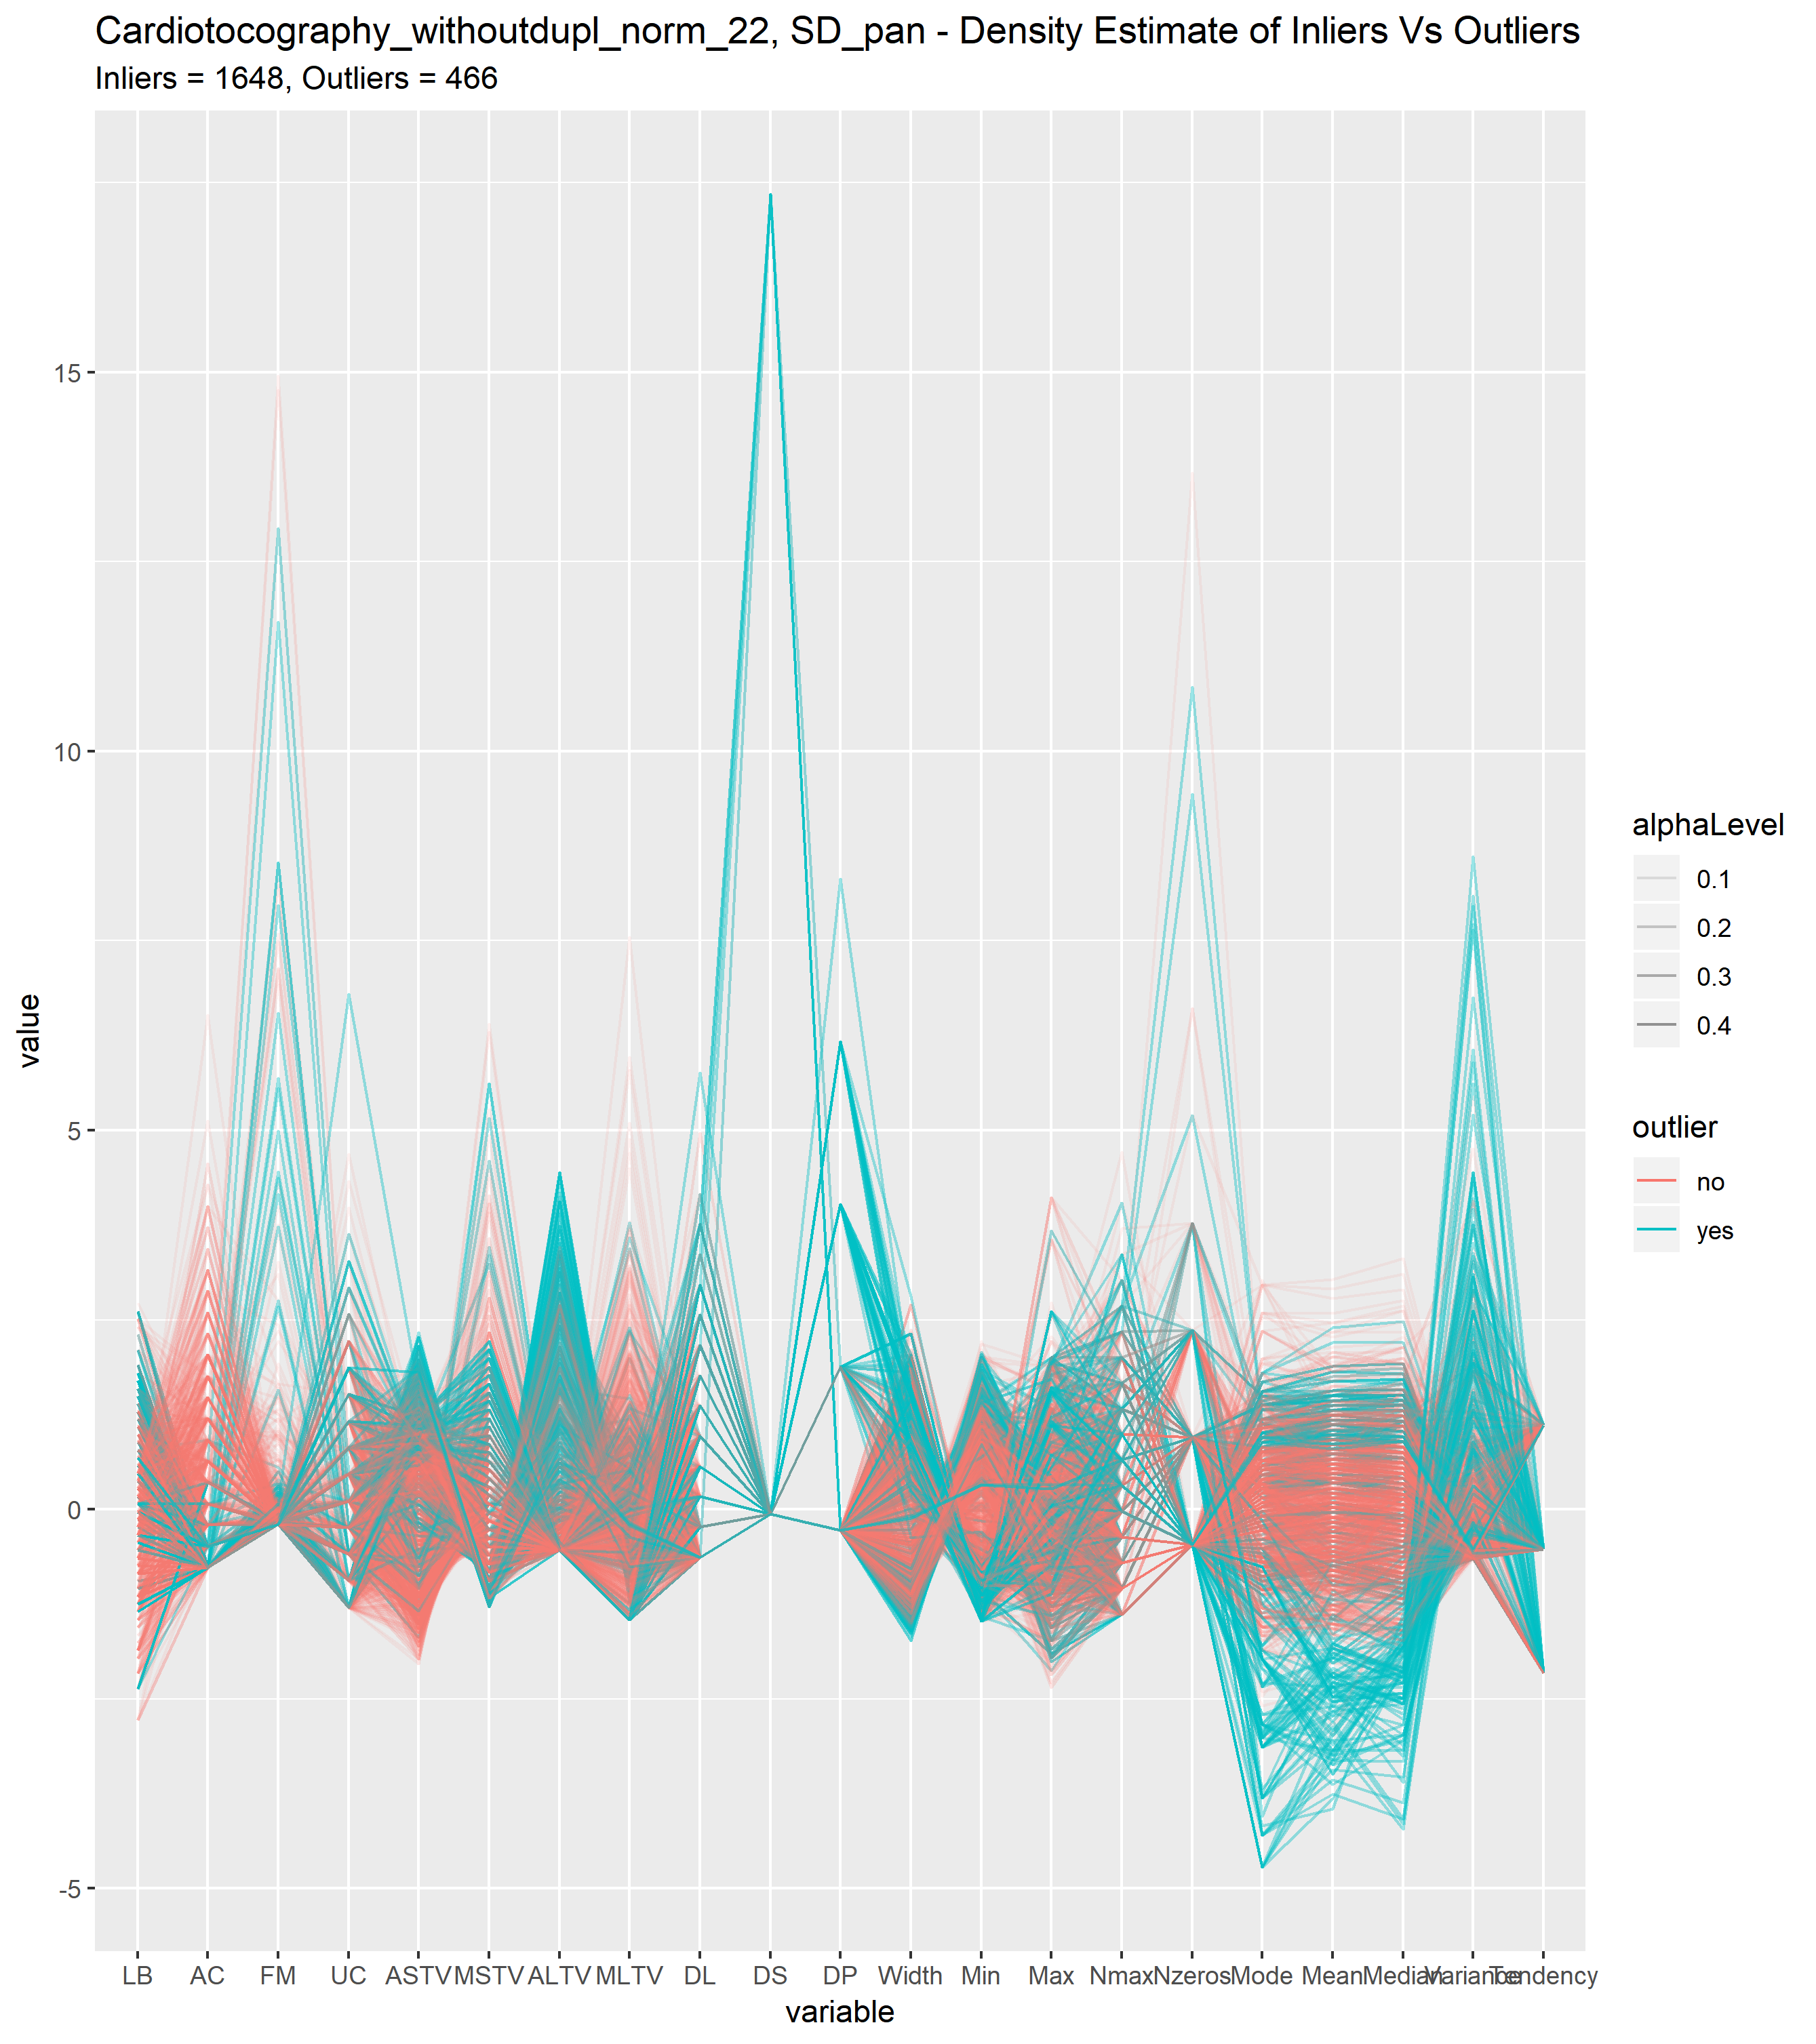 Cardiotocography_withoutdupl_norm_22, SD_pan - Density Estimate of Inliers Vs Outliers
Inliers = 1648, Outliers = 466
15
10
5
0
-5
value
LB AC FM UC ASTV MSTV ALTV MLTV DL DS DP Width Min Max Nmax Nzeros Mode Mean Median Variance Tendency
variable
alphaLevel
0.1
0.2
0.3
0.4
outlier
no
yes